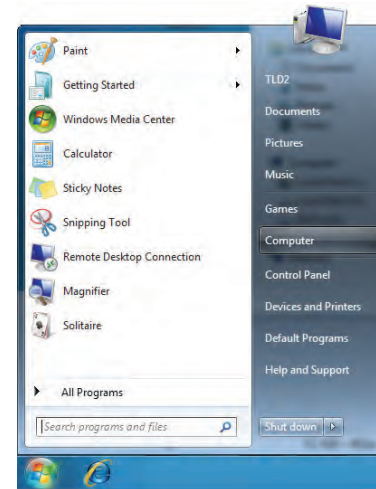 Paint
Getting Started
Windows Media Center
Calculator
Sticky Notes
Snipping Tool
Remote Desktop Connection
Magnifier
Solitaire
All Programs
Search programs and files
TLD2
Documents
Pictures
Music
Games
Computer
Control Panel
Devices and Printers
Default Programs
Help and Support
Shut down